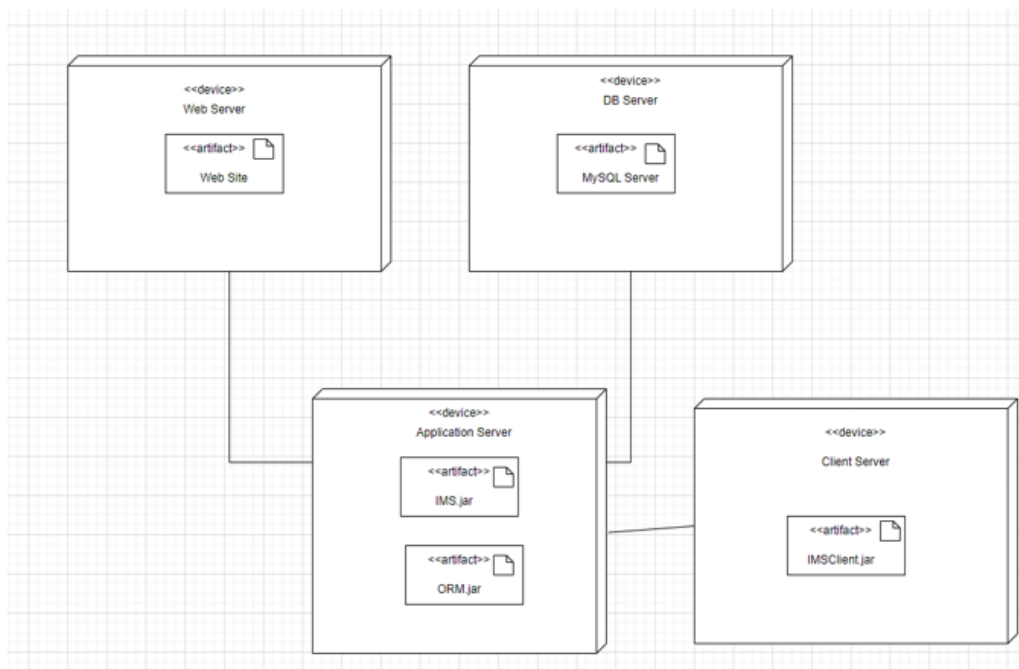 <<device>>
Web Server
<<artifact>>
Web Site
<<device>>
DB Server
<<artifact>>
MySQL Server
<<device>>
Application Server
<<artifact>>
IMS.jar
<<artifact>>
ORM.jar
<<device>>
Client Server
<<artifact>>
IMSClient.jar